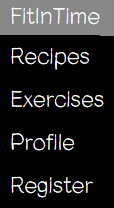 FitInTime
Recipes
Exercises
Profile
Register